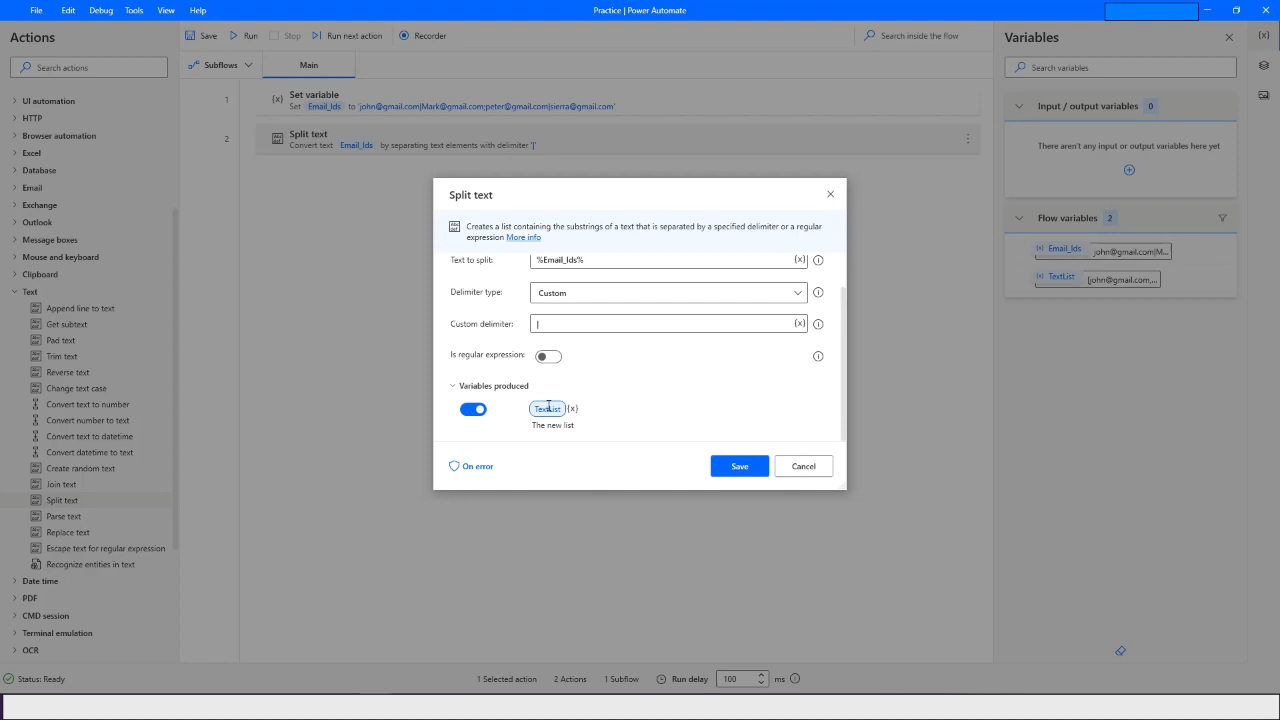 File Edit Debug Tools View Help
Practice | Power Automate
Actions
Search actions
UI automation
HTTP
Browser automation
Excel
Database
Email
Exchange
Outlook
Message boxes
Mouse and keyboard
Clipboard
Text
Append line to text
Get subtext
Pad text
Trim text
Reverse text
Change text case
Convert text to number
Convert number to text
Convert text to datetime
Convert datetime to text
Create random text
Join text
Split text
Parse text
Replace text
Escape text for regular expression
Recognize entities in text
Date time
PDF
CMD session
Terminal emulation
OCR
Save Run Stop Run next action Recorder
Search inside the flow
Subflows Main
1 {x} Set variable
Set Email_Ids to 'john@gmail.com|Mark@gmail.com;peter@gmail.com|sierra@gmail.com'
2 Split text
Convert text Email_Ids by separating text elements with delimiter '|'
Split text
Creates a list containing the substrings of a text that is separated by a specified delimiter or a regular
expression More info
Text to split: %Email_Ids% {x}
Delimiter type: Custom
Custom delimiter: | {x}
Is regular expression:
Variables produced
TextList {x}
The new list
On error
Save Cancel
Variables {x}
Search variables
Input / output variables 0
There aren't any input or output variables here yet
Flow variables 2
(x) Email_Ids john@gmail.com|M...
TextList [john@gmail.com;...
Status: Ready 1 Selected action 2 Actions 1 Subflow Run delay 100 ms